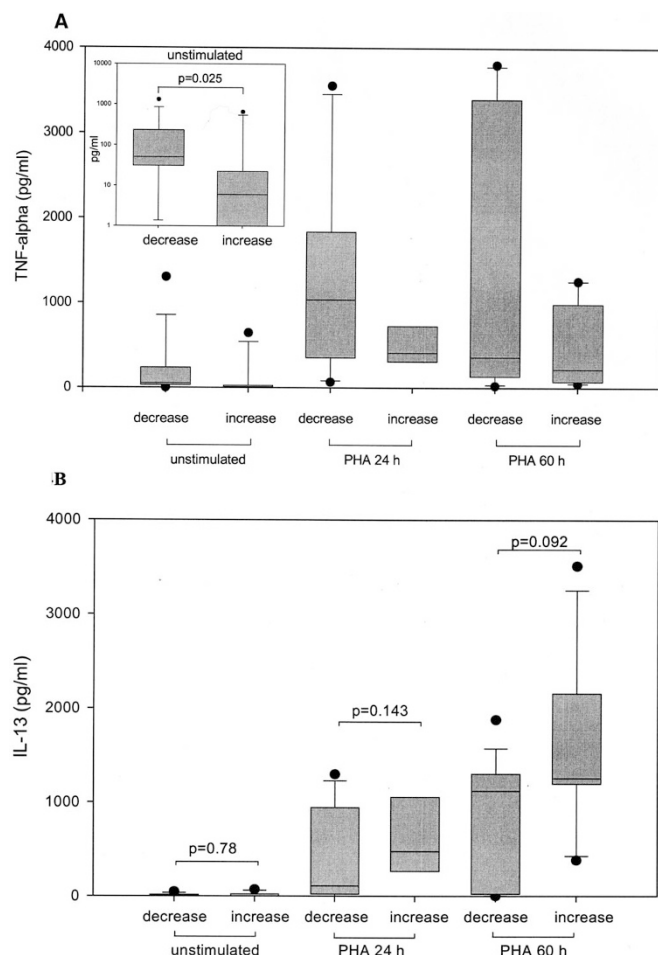 A
4000
3000
2000
1000
0
TNF-alpha (pg/ml)
unstimulated
10000
1000
100
10
1
pg/ml
p=0.025
decrease increase
decrease increase decrease increase decrease increase
unstimulated PHA 24 h PHA 60 h
B
4000
3000
2000
1000
0
IL-13 (pg/ml)
p=0.092
p=0.143
p=0.78
decrease increase decrease increase decrease increase
unstimulated PHA 24 h PHA 60 h